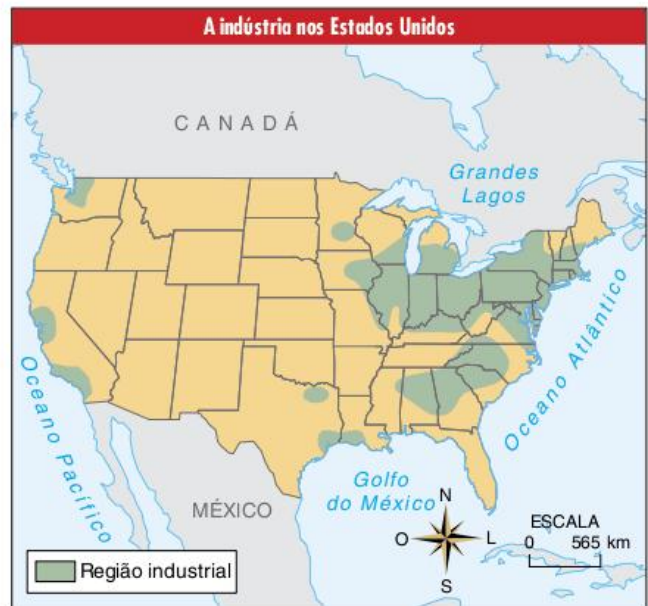 A indústria nos Estados Unidos
CANADÁ
Grandes
Lagos
Oceano Atlântico
Oceano Pacífico
Golfo
do México
MÉXICO
N
O
L
S
ESCALA
0 565 km
Região industrial